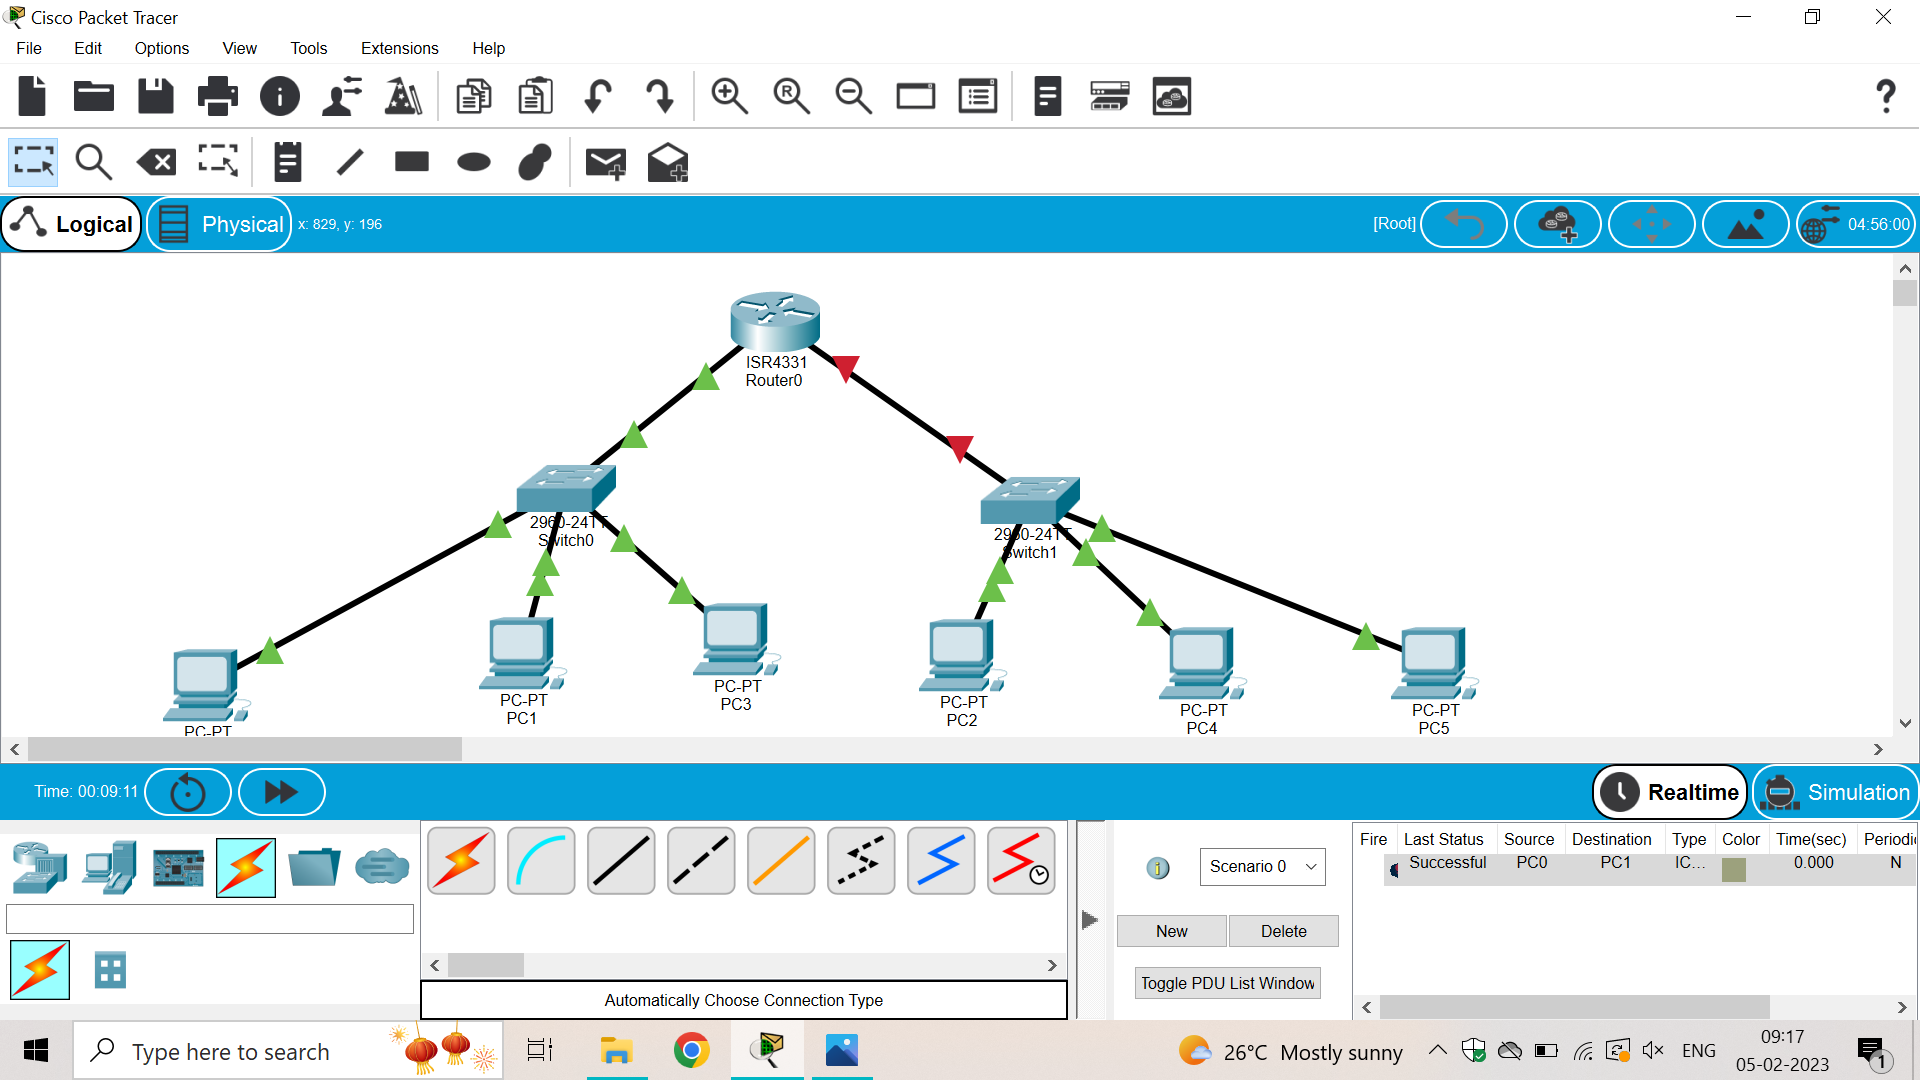 Cisco Packet Tracer
File Edit Options View Tools Extensions Help
Logical Physical x: 829, y: 196 [Root] 04:56:00
ISR4331
Router0
2960-24TT
Switch0
2960-24TT
Switch1
PC-PT
PC-PT
PC1
PC-PT
PC3
PC-PT
PC2
PC-PT
PC4
PC-PT
PC5
Time: 00:09:11 Realtime Simulation
Scenario 0
New Delete
Toggle PDU List Window
Fire Last Status Source Destination Type Color Time(sec) Periodi
Successful PC0 PC1 IC... 0.000 N
Automatically Choose Connection Type
Type here to search
26°C Mostly sunny
ENG
09:17
05-02-2023
1